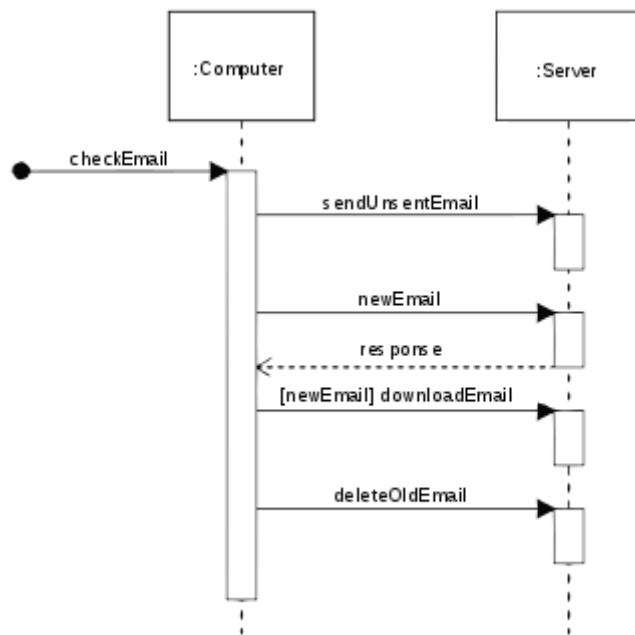 :Computer
:Server
checkEmail
sendUnsentEmail
newEmail
response
[newEmail] downloadEmail
deleteOldEmail